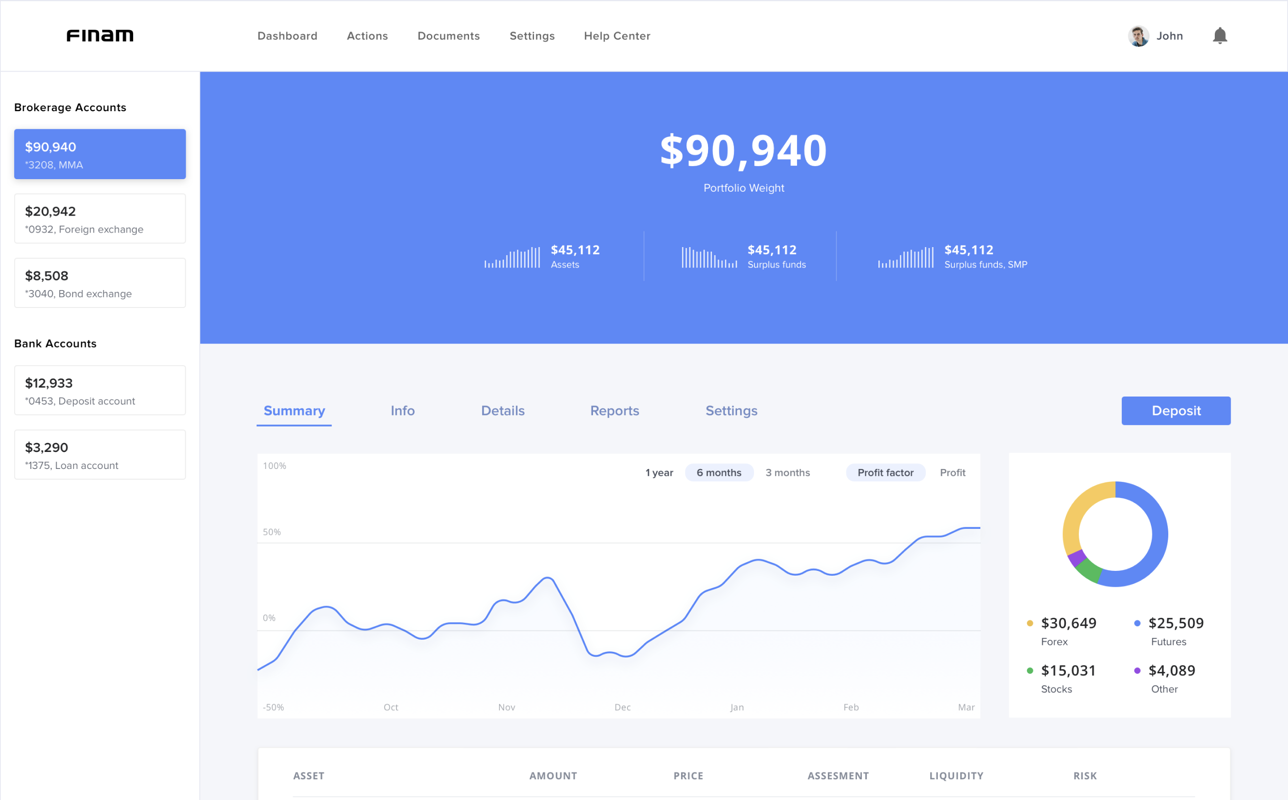 FINAM
Dashboard
Actions
Documents
Settings
Help Center
John
Brokerage Accounts
$90,940
*3208, MMA
$20,942
*0932, Foreign exchange
$8,508
*3040, Bond exchange
Bank Accounts
$12,933
*0453, Deposit account
$3,290
*1375, Loan account
$90,940
Portfolio Weight
$45,112
Assets
$45,112
Surplus funds
$45,112
Surplus funds, SMP
Summary
Info
Details
Reports
Settings
Deposit
100%
1 year
6 months
3 months
Profit factor
Profit
50%
0%
-50%
Oct
Nov
Dec
Jan
Feb
Mar
$30,649
Forex
$25,509
Futures
$15,031
Stocks
$4,089
Other
ASSET
AMOUNT
PRICE
ASSESMENT
LIQUIDITY
RISK